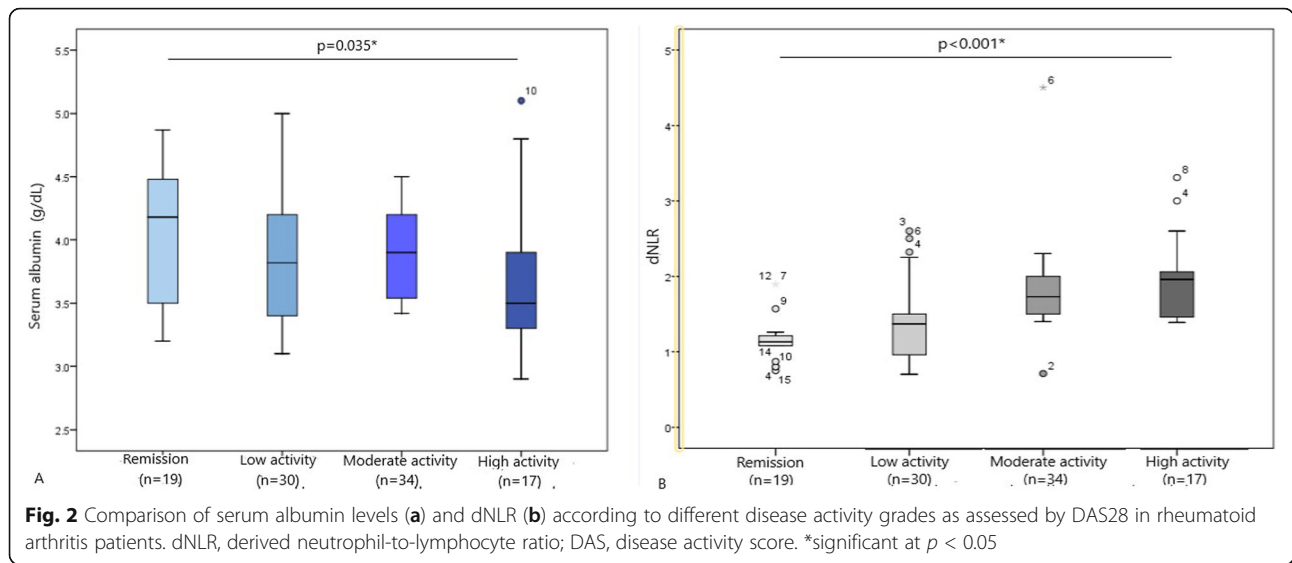 p=0.035*
5.5
5.0
4.5
4.0
3.5
3.0
2.5
Serum albumin (g/dL)
10
Remission
(n=19)
Low activity
(n=30)
Moderate activity
(n=34)
High activity
(n=17)
A
p<0.001*
5
4
3
2
1
0
dNLR
12 7
9
14
10
4 15
3
6
4
6
2
8
4
Remission
(n=19)
Low activity
(n=30)
Moderate activity
(n=34)
High activity
(n=17)
B
Fig. 2 Comparison of serum albumin levels (a) and dNLR (b) according to different disease activity grades as assessed by DAS28 in rheumatoid
arthritis patients. dNLR, derived neutrophil-to-lymphocyte ratio; DAS, disease activity score. *significant at p < 0.05